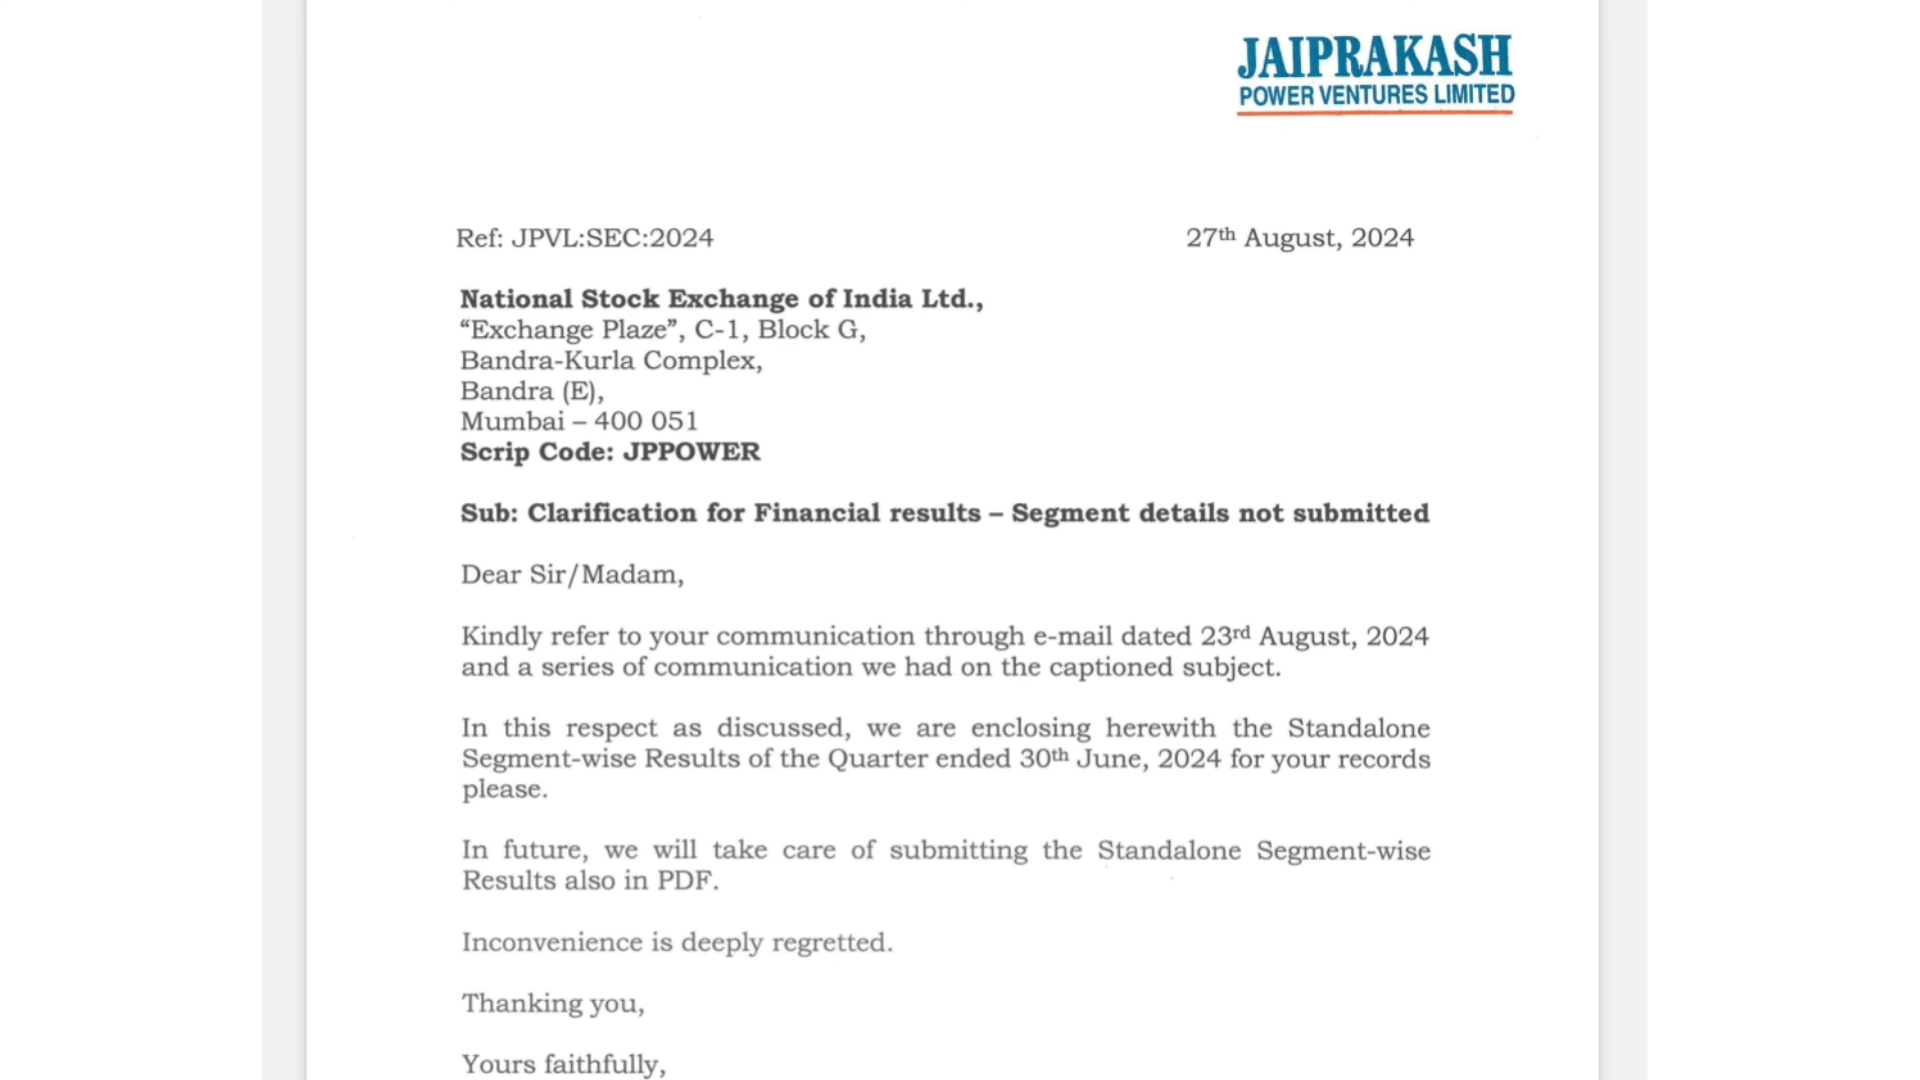 JAIPRAKASH
POWER VENTURES LIMITED
Ref: JPVL:SEC:2024 27th August, 2024
National Stock Exchange of India Ltd.,
“Exchange Plaze”, C-1, Block G,
Bandra-Kurla Complex,
Bandra (E),
Mumbai – 400 051
Scrip Code: JPPOWER
Sub: Clarification for Financial results – Segment details not submitted
Dear Sir/Madam,
Kindly refer to your communication through e-mail dated 23rd August, 2024
and a series of communication we had on the captioned subject.
In this respect as discussed, we are enclosing herewith the Standalone
Segment-wise Results of the Quarter ended 30th June, 2024 for your records
please.
In future, we will take care of submitting the Standalone Segment-wise
Results also in PDF.
Inconvenience is deeply regretted.
Thanking you,
Yours faithfully,